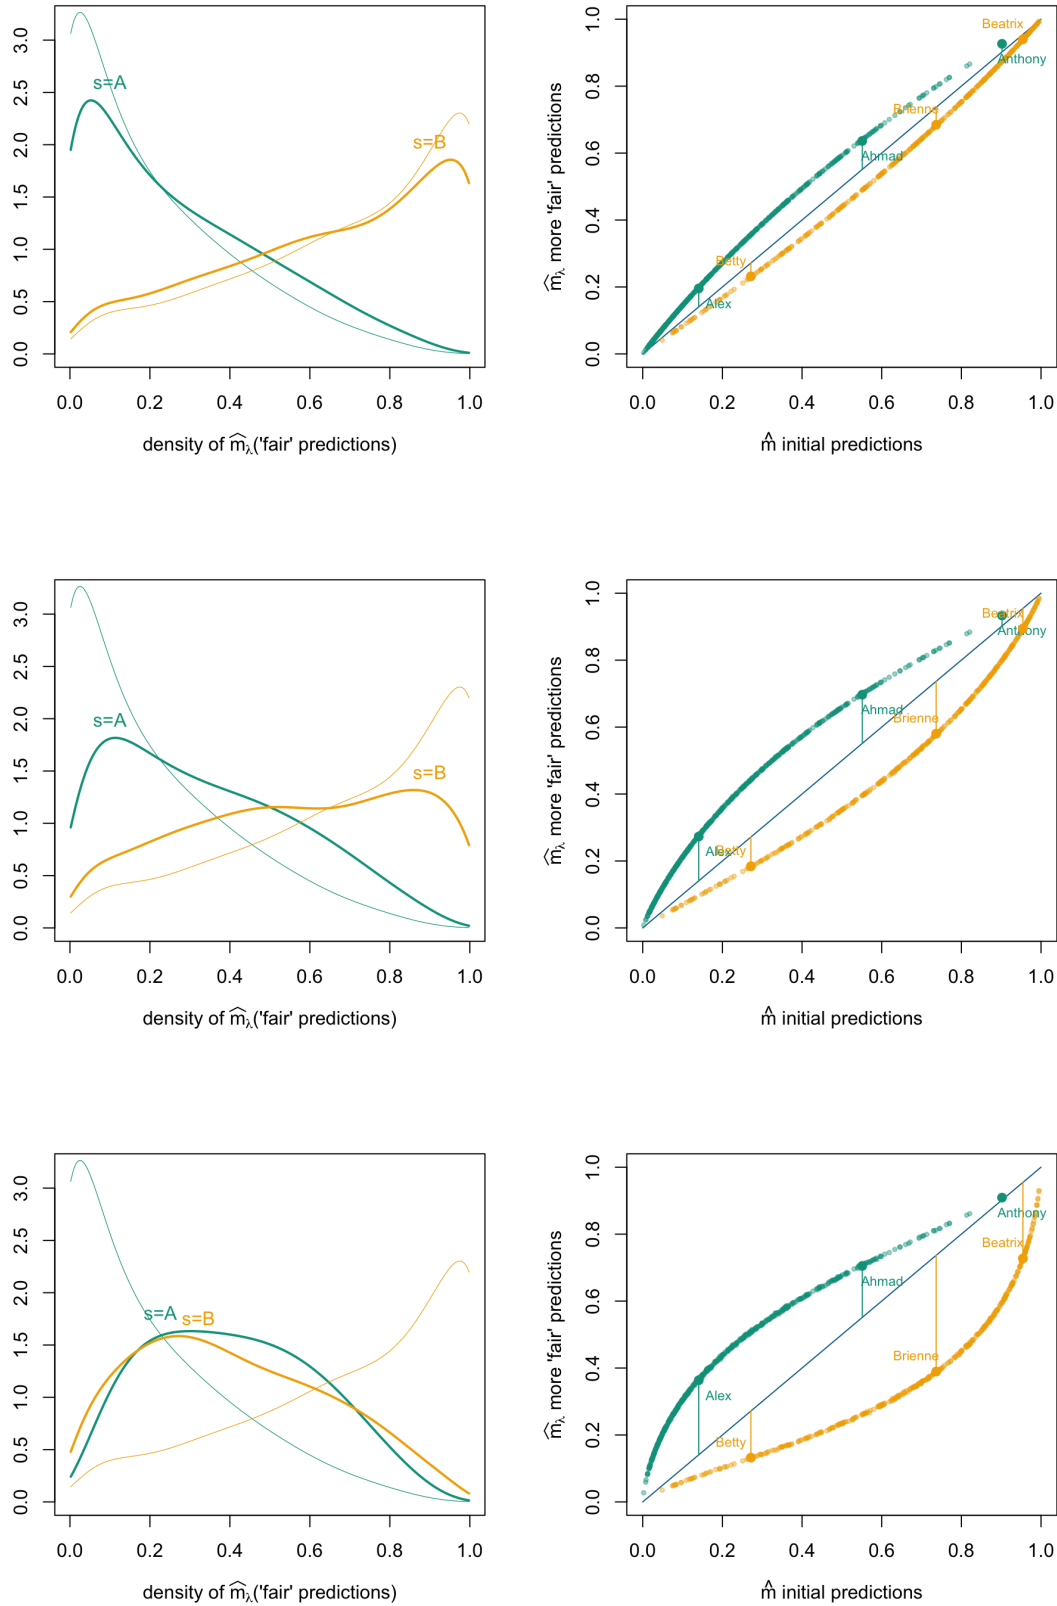 0.0 0.5 1.0 1.5 2.0 2.5 3.0
s=A
s=B
0.0 0.2 0.4 0.6 0.8 1.0
density of m̂λ('fair' predictions)
m̂λ more 'fair' predictions
0.0 0.2 0.4 0.6 0.8 1.0
Beatrix
Anthony
Brienne
Ahmad
Betty
Alex
0.0 0.2 0.4 0.6 0.8 1.0
m̂ initial predictions
0.0 0.5 1.0 1.5 2.0 2.5 3.0
s=A
s=B
0.0 0.2 0.4 0.6 0.8 1.0
density of m̂λ('fair' predictions)
m̂λ more 'fair' predictions
0.0 0.2 0.4 0.6 0.8 1.0
Beatrix
Anthony
Ahmad
Brienne
Alex
Betty
0.0 0.2 0.4 0.6 0.8 1.0
m̂ initial predictions
0.0 0.5 1.0 1.5 2.0 2.5 3.0
s=A
s=B
0.0 0.2 0.4 0.6 0.8 1.0
density of m̂λ('fair' predictions)
m̂λ more 'fair' predictions
0.0 0.2 0.4 0.6 0.8 1.0
Anthony
Beatrix
Ahmad
Brienne
Alex
Betty
0.0 0.2 0.4 0.6 0.8 1.0
m̂ initial predictions